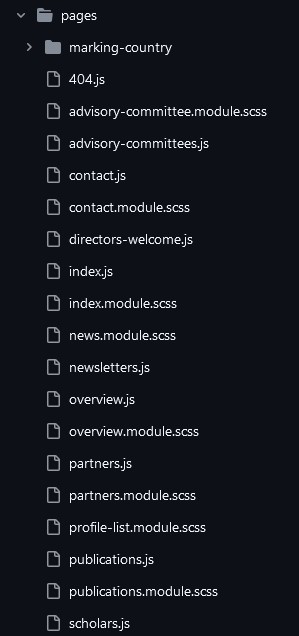 pages
marking-country
404.js
advisory-committee.module.scss
advisory-committees.js
contact.js
contact.module.scss
directors-welcome.js
index.js
index.module.scss
news.module.scss
newsletters.js
overview.js
overview.module.scss
partners.js
partners.module.scss
profile-list.module.scss
publications.js
publications.module.scss
scholars.js